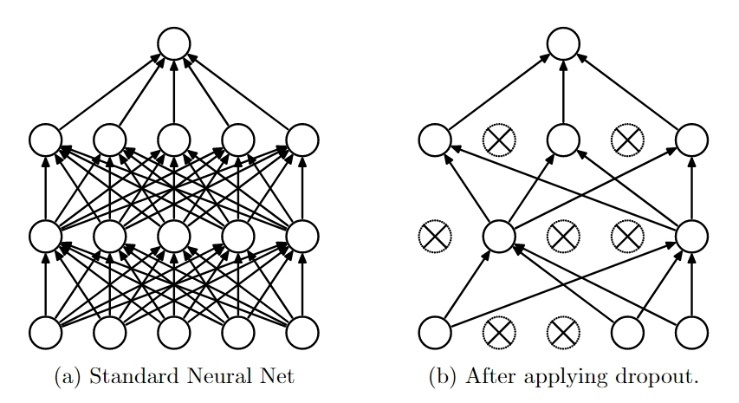 (a) Standard Neural Net
(b) After applying dropout.